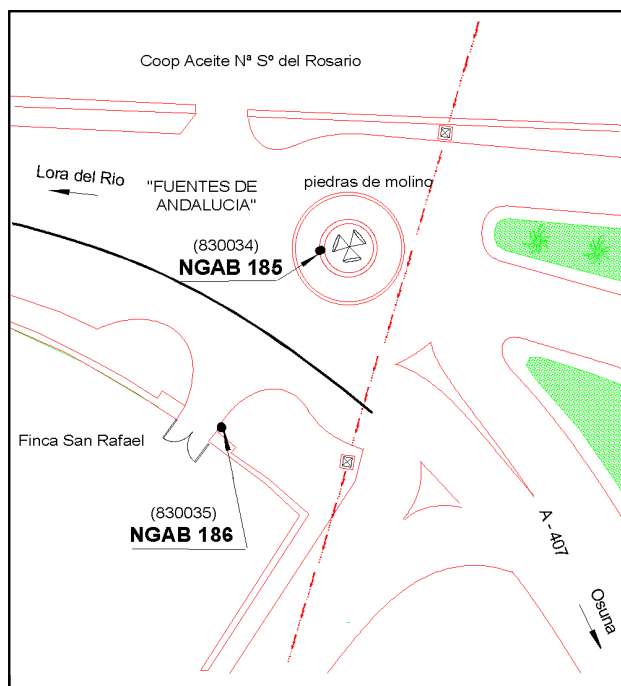 Coop Aceite Nª Sº del Rosario
Lora del Rio
"FUENTES DE
ANDALUCIA"
piedras de molino
(830034)
NGAB 185
Finca San Rafael
(830035)
NGAB 186
A - 407
Osuna